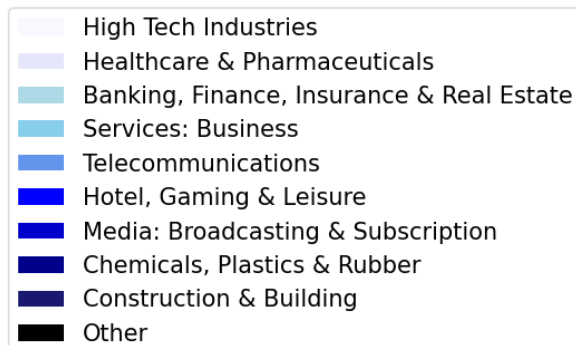 High Tech Industries
Healthcare & Pharmaceuticals
Banking, Finance, Insurance & Real Estate
Services: Business
Telecommunications
Hotel, Gaming & Leisure
Media: Broadcasting & Subscription
Chemicals, Plastics & Rubber
Construction & Building
Other